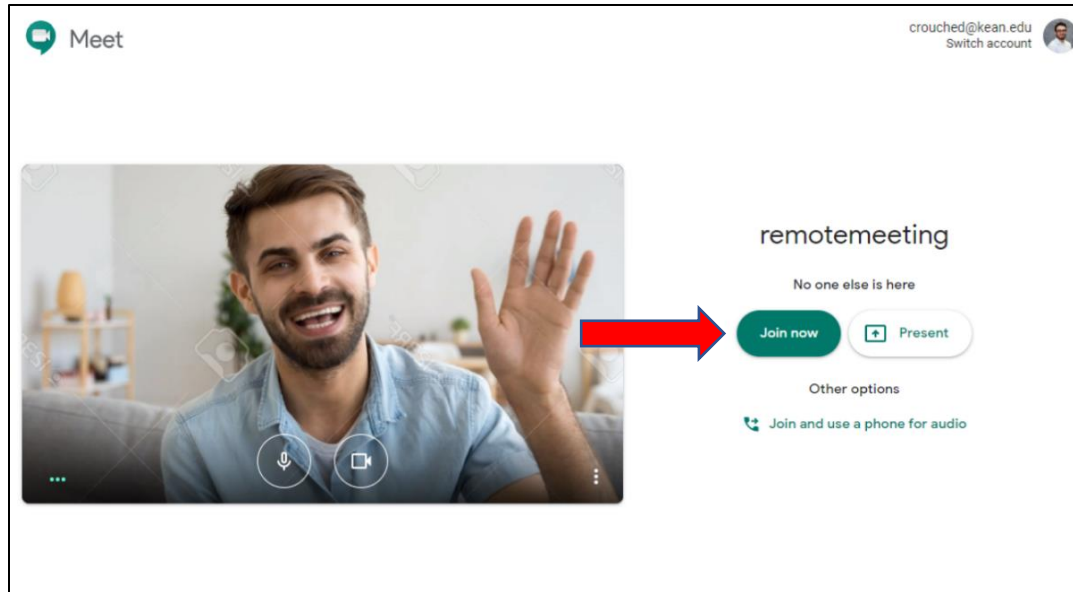 Meet
crouched@kean.edu
Switch account
remotemeeting
No one else is here
Join now
Present
Other options
Join and use a phone for audio